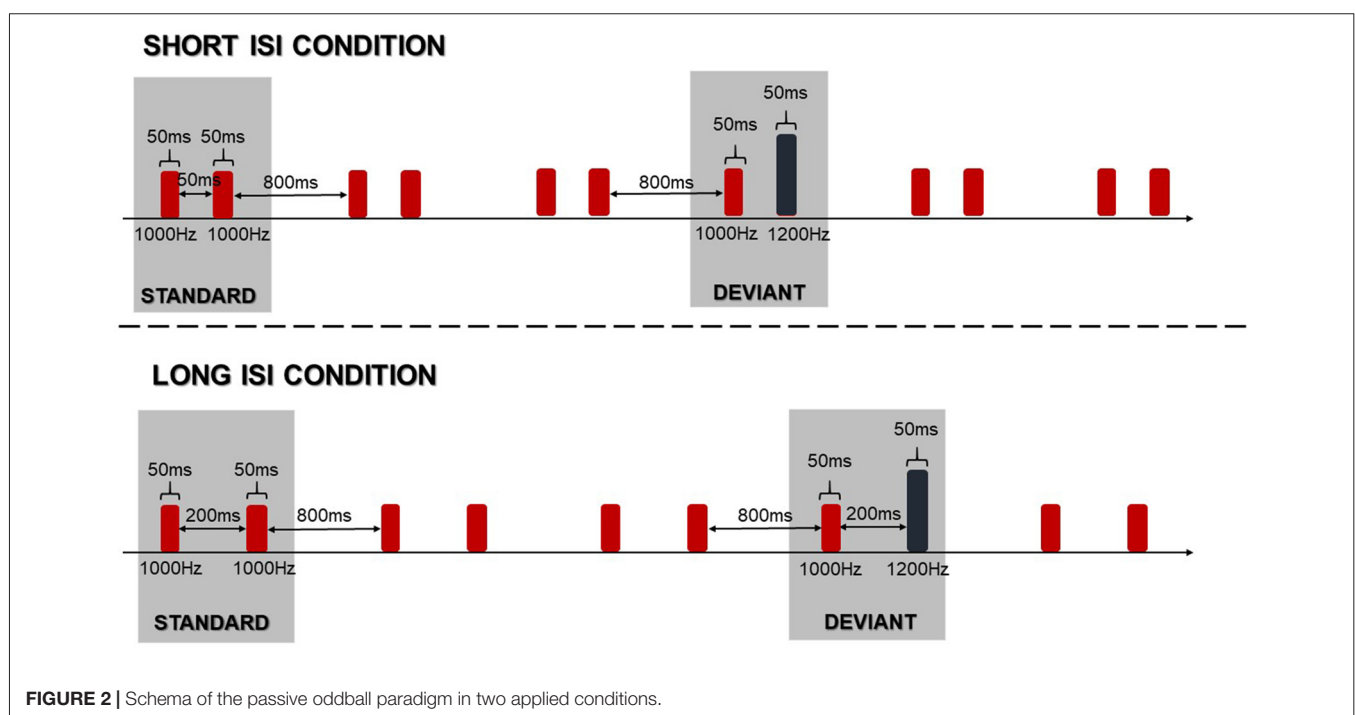 SHORT ISI CONDITION
50ms
50ms 50ms
50ms
50ms
800ms
800ms
1000Hz 1000Hz
1000Hz 1200Hz
STANDARD
DEVIANT
LONG ISI CONDITION
50ms
50ms 50ms
50ms
200ms
800ms
800ms
200ms
1000Hz 1000Hz
1000Hz 1200Hz
STANDARD
DEVIANT
FIGURE 2 | Schema of the passive oddball paradigm in two applied conditions.